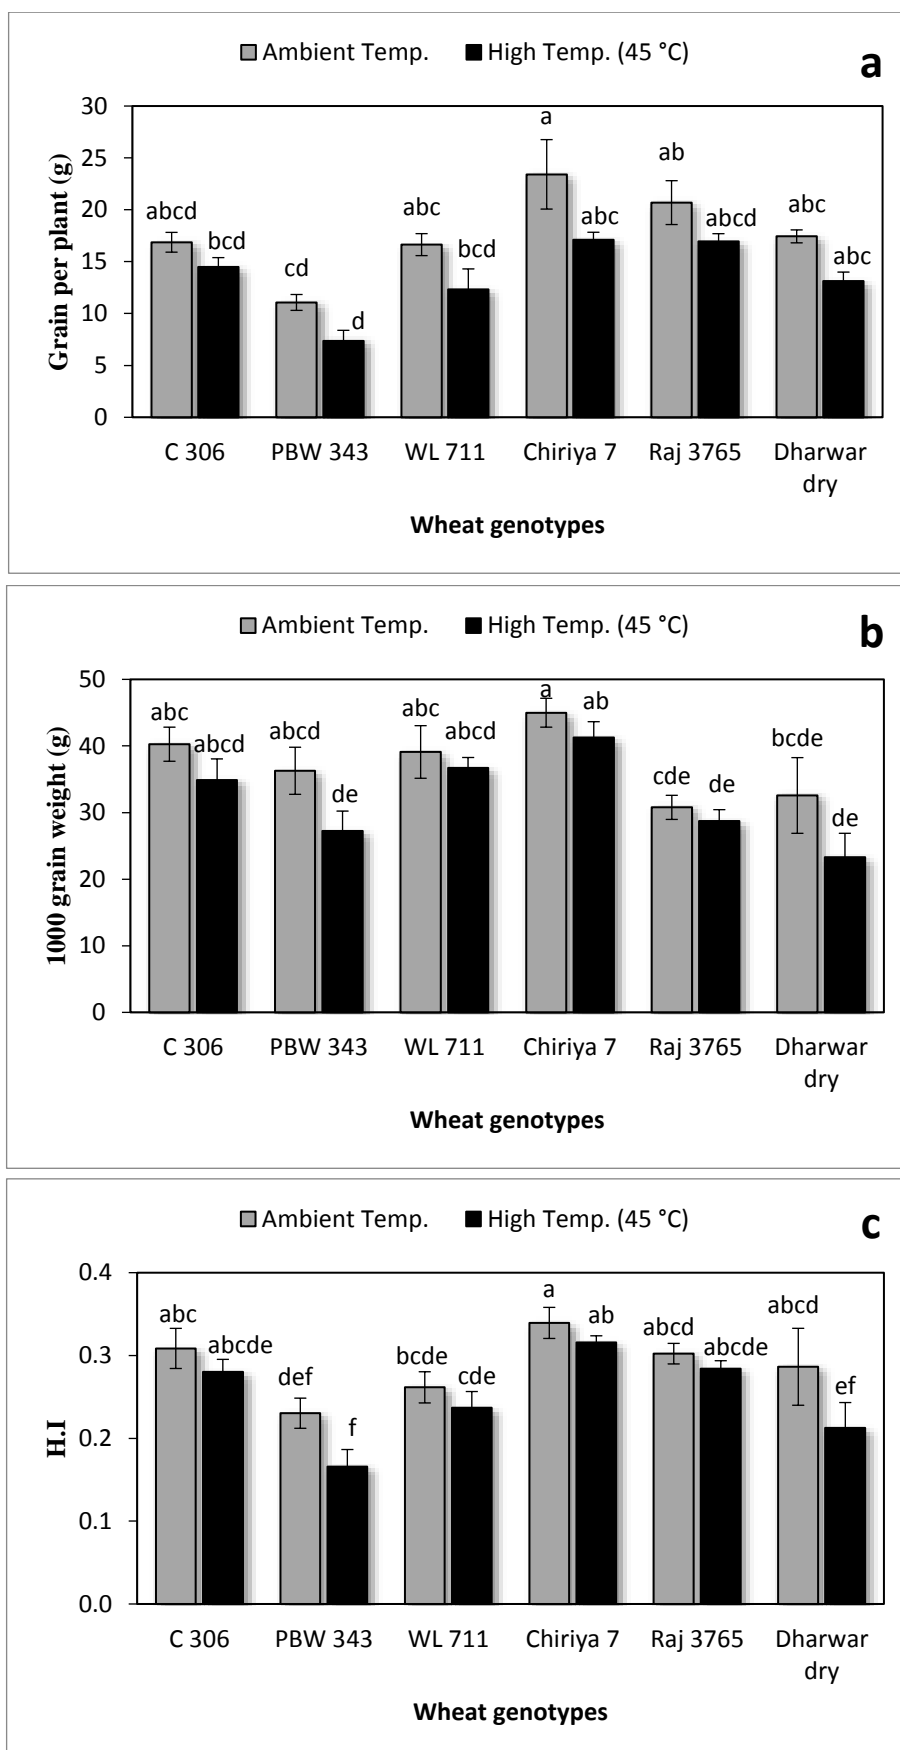 Ambient Temp. High Temp. (45 °C)
a
30
25
20
15
10
5
0
Grain per plant (g)
abcd bcd cd d abc bcd a abc ab abcd abc abc
C 306 PBW 343 WL 711 Chiriya 7 Raj 3765 Dharwar
dry
Wheat genotypes
Ambient Temp. High Temp. (45 °C)
b
50
40
30
20
10
0
1000 grain weight (g)
abc abcd abcd de abc abcd a ab cde de bcde de
C 306 PBW 343 WL 711 Chiriya 7 Raj 3765 Dharwar
dry
Wheat genotypes
Ambient Temp. High Temp. (45 °C)
c
0.4
0.3
0.2
0.1
0.0
H.I
abc abcde def f bcde cde a ab abcd abcde abcd ef
C 306 PBW 343 WL 711 Chiriya 7 Raj 3765 Dharwar
dry
Wheat genotypes